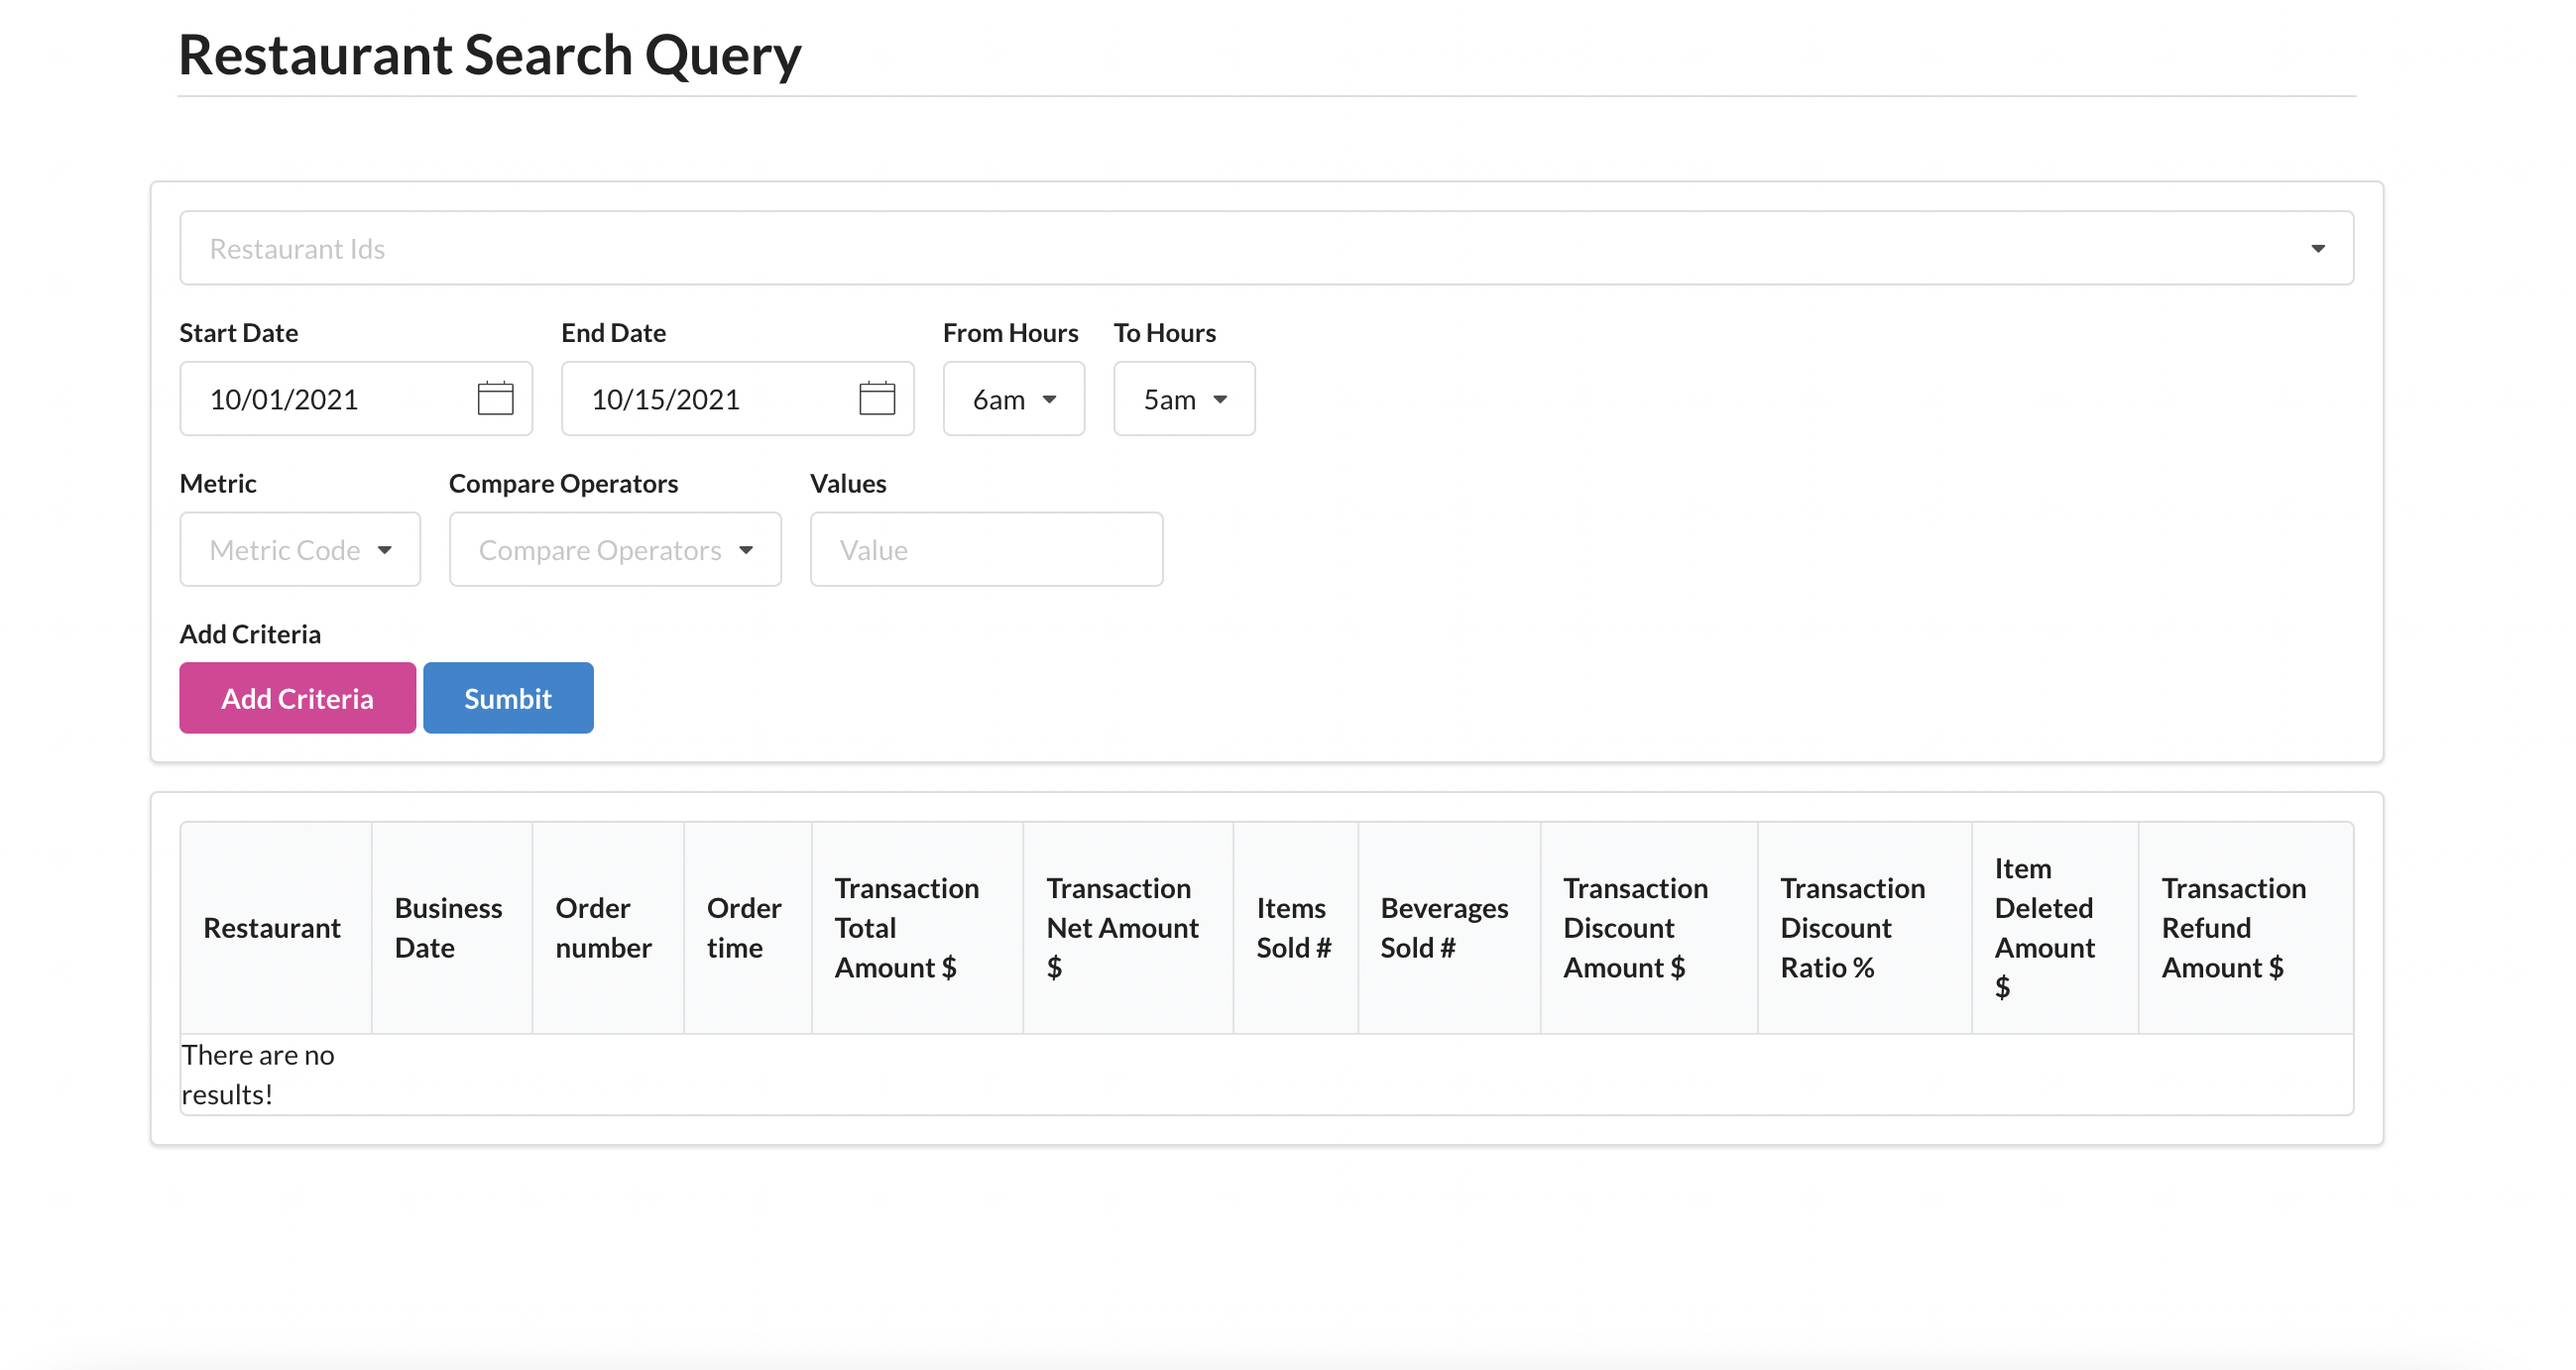 Restaurant Search Query
Restaurant Ids
Start Date End Date From Hours To Hours
10/01/2021 10/15/2021 6am 5am
Metric Compare Operators Values
Metric Code Compare Operators Value
Add Criteria
Add Criteria Sumbit
Restaurant
Business
Date
Order
number
Order
time
Transaction
Total
Amount $
Transaction
Net Amount
$
Items
Sold #
Beverages
Sold #
Transaction
Discount
Amount $
Transaction
Discount
Ratio %
Item
Deleted
Amount
$
Transaction
Refund
Amount $
There are no
results!